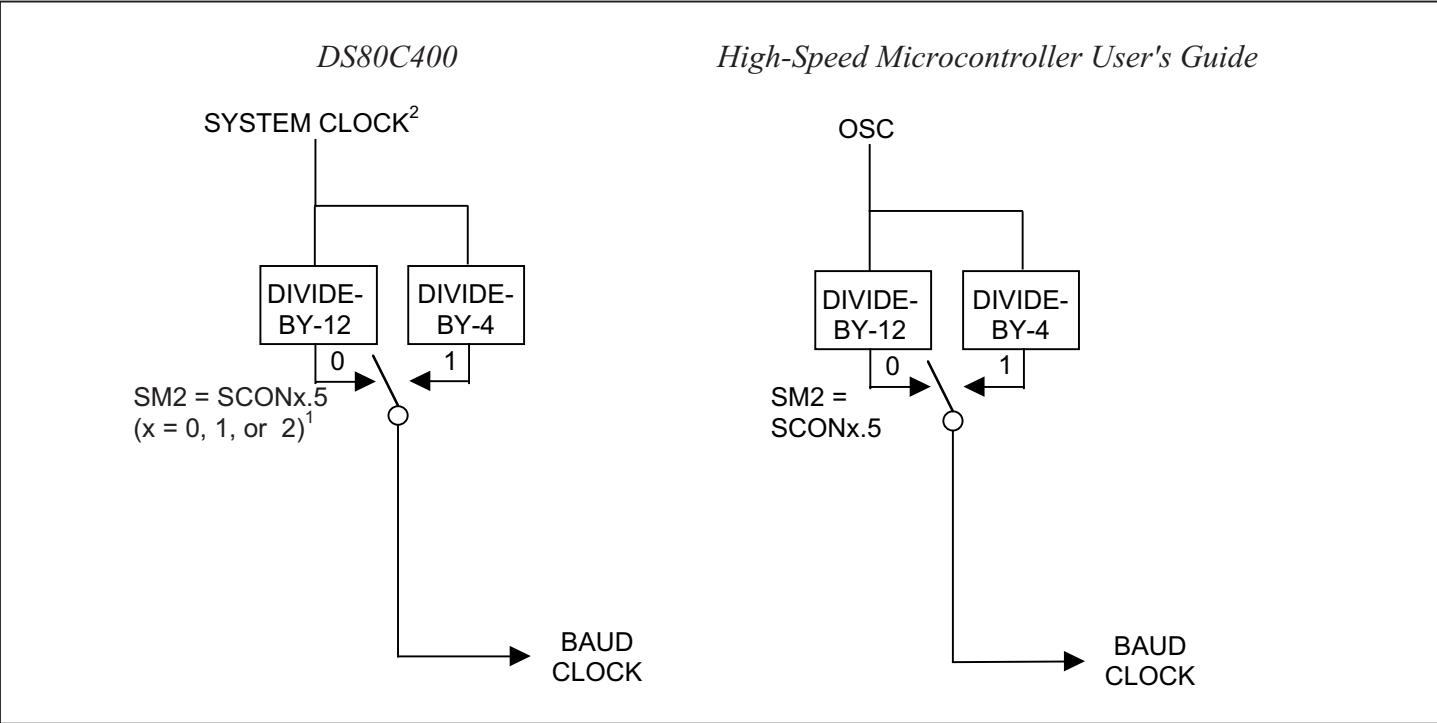 DS80C400
High-Speed Microcontroller User's Guide
SYSTEM CLOCK²
OSC
DIVIDE-
BY-12
DIVIDE-
BY-4
0
1
SM2 = SCONx.5
(x = 0, 1, or 2)¹
BAUD
CLOCK
DIVIDE-
BY-12
DIVIDE-
BY-4
0
1
SM2 =
SCONx.5
BAUD
CLOCK